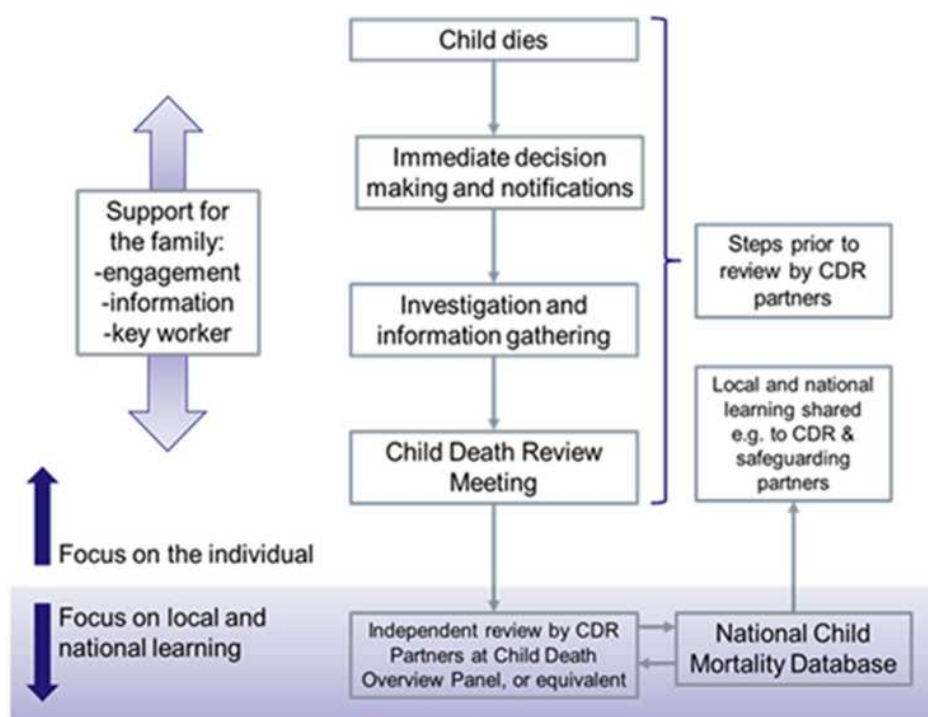 Child dies
Immediate decision
making and notifications
Support for
the family:
-engagement
-information
-key worker
Steps prior to
review by CDR
partners
Investigation and
information gathering
Local and national
learning shared
e.g. to CDR &
safeguarding
partners
Child Death Review
Meeting
Focus on the individual
Focus on local and
national learning
Independent review by CDR
Partners at Child Death
Overview Panel, or equivalent
National Child
Mortality Database